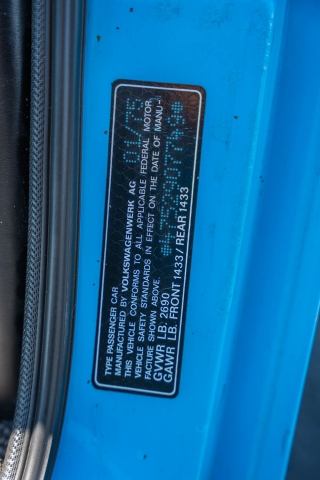 TYPE PASSENGER CAR
MANUFACTURED BY VOLKSWAGENWERK AG 01/75
THIS VEHICLE CONFORMS TO ALL APPLICABLE FEDERAL MOTOR
VEHICLE SAFETY STANDARDS IN EFFECT ON THE DATE OF MANU-
FACTURE SHOWN ABOVE
GVWR LB. 2690
GAWR LB. FRONT 1433 / REAR 1433